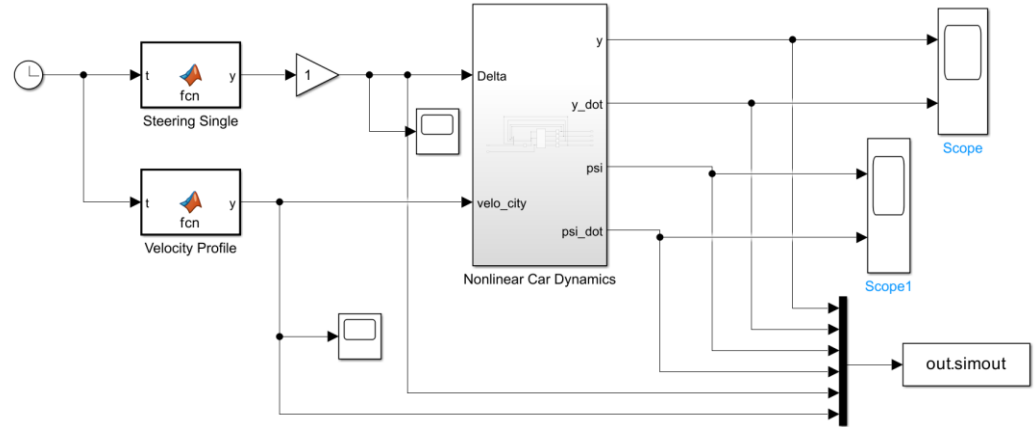 t
y
fcn
Steering Single
1
t
y
fcn
Velocity Profile
Delta
velo_city
y
y_dot
psi
psi_dot
Nonlinear Car Dynamics
Scope
Scope1
out.simout